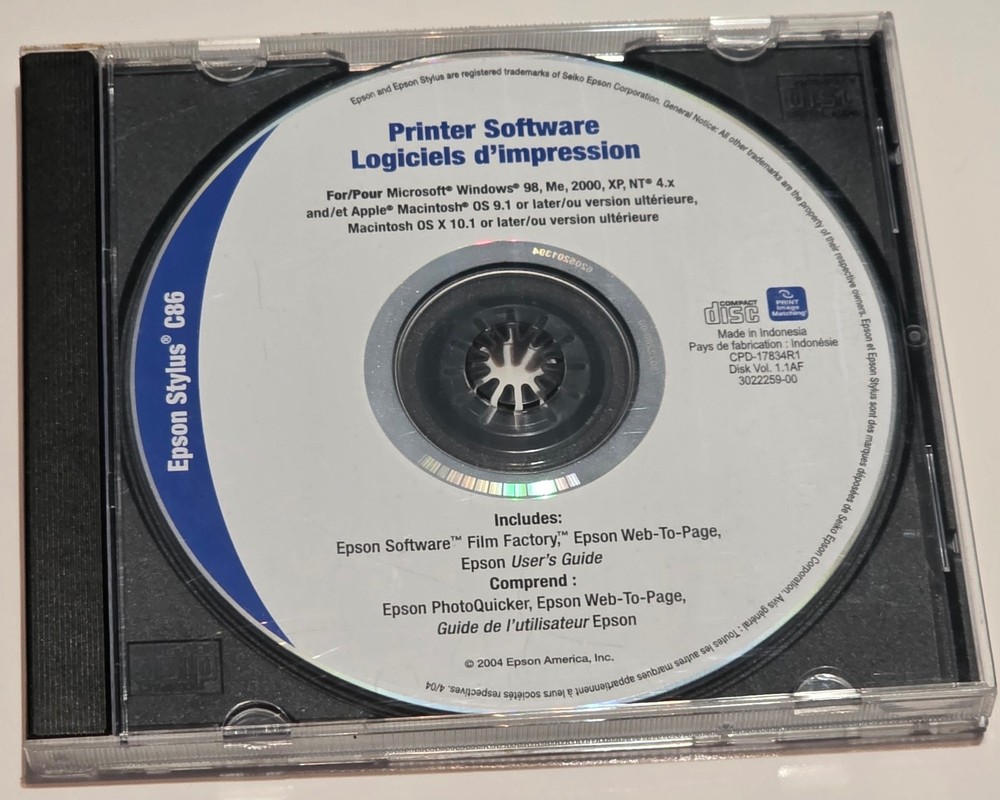 Epson and Epson Stylus are registered trademarks of Seiko Epson Corporation. General Notice: All other trademarks are the property of their respective owners. Epson et Epson Stylus sont des marques déposées de Seiko Epson Corporation. Avis général : Toutes les autres marques appartiennent à leurs sociétés respectives. 4/04
Printer Software
Logiciels d'impression
For/Pour Microsoft® Windows® 98, Me, 2000, XP, NT® 4.x
and/et Apple® Macintosh® OS 9.1 or later/ou version ultérieure,
Macintosh OS X 10.1 or later/ou version ultérieure
Epson Stylus® C86
COMPACT
disc
PRINT
Image
Matching
Made in Indonesia
Pays de fabrication : Indonésie
CPD-17834R1
Disk Vol. 1.1AF
3022259-00
Includes:
Epson Software™ Film Factory,™ Epson Web-To-Page,
Epson User's Guide
Comprend :
Epson PhotoQuicker, Epson Web-To-Page,
Guide de l'utilisateur Epson
© 2004 Epson America, Inc.